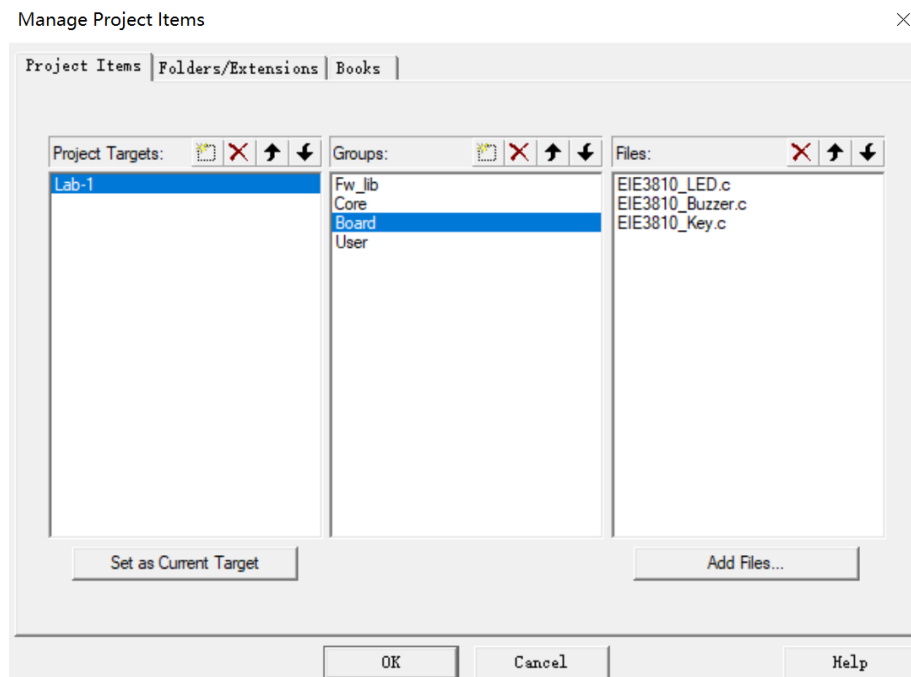 Manage Project Items
Project Items Folders/Extensions Books
Project Targets:
Lab-1
Set as Current Target
Groups:
Fw_lib
Core
Board
User
Files:
EIE3810_LED.c
EIE3810_Buzzer.c
EIE3810_Key.c
Add Files...
OK Cancel Help